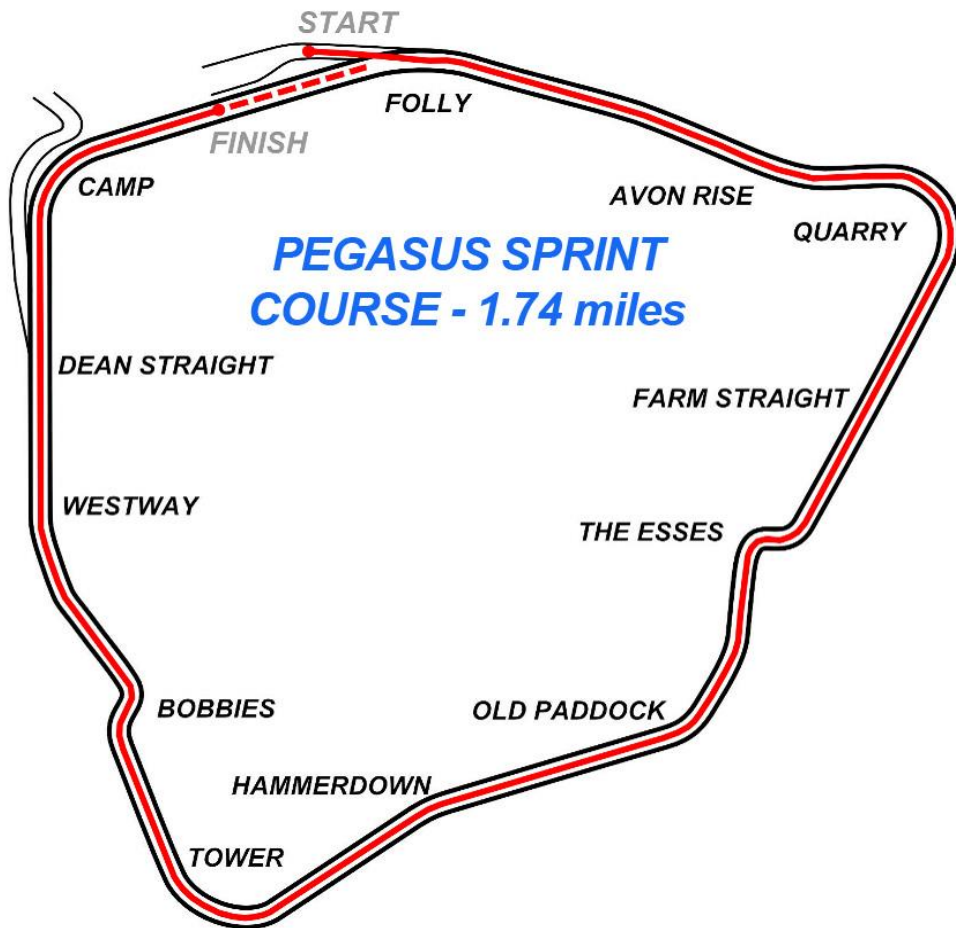 START
FOLLY
FINISH
CAMP
AVON RISE
QUARRY
PEGASUS SPRINT
COURSE - 1.74 miles
DEAN STRAIGHT
FARM STRAIGHT
WESTWAY
THE ESSES
BOBBIES
OLD PADDOCK
HAMMERDOWN
TOWER